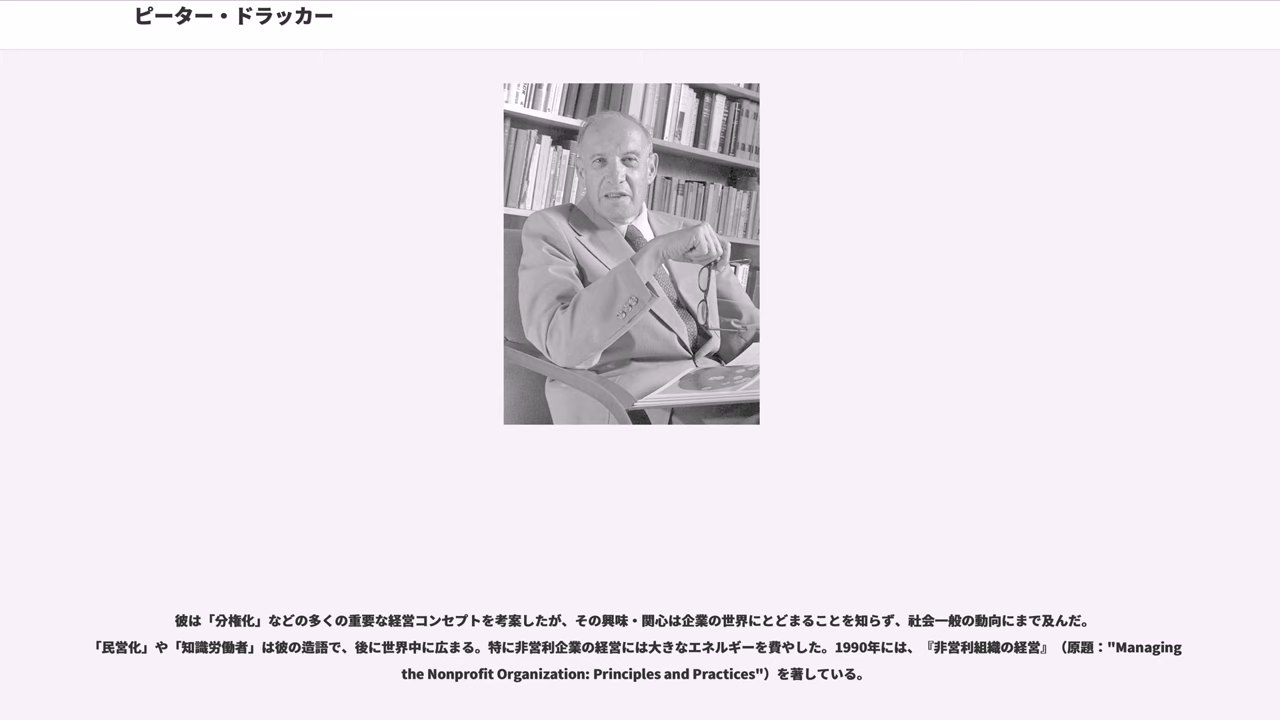 ピーター・ドラッカー
彼は「分権化」などの多くの重要な経営コンセプトを考案したが、その興味・関心は企業の世界にとどまることを知らず、社会一般の動向にまで及んだ。
「民営化」や「知識労働者」は彼の造語で、後に世界中に広まる。特に非営利企業の経営には大きなエネルギーを費やした。1990年には、『非営利組織の経営』（原題："Managing
the Nonprofit Organization: Principles and Practices"）を著している。